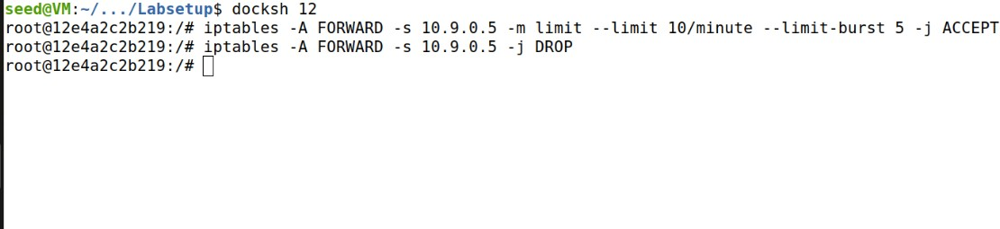 seed@VM:~/.../Labsetup$ docksh 12
root@12e4a2c2b219:/# iptables -A FORWARD -s 10.9.0.5 -m limit --limit 10/minute --limit-burst 5 -j ACCEPT
root@12e4a2c2b219:/# iptables -A FORWARD -s 10.9.0.5 -j DROP
root@12e4a2c2b219:/#